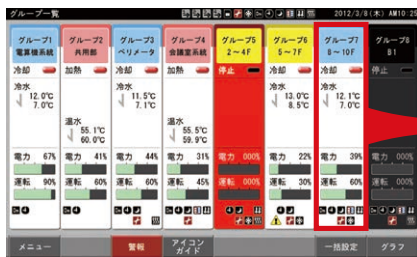 グループ一覧
2012/3/8(木) AM10:25
グループ1
電算機系統
グループ2
共用部
グループ3
ペリメータ
グループ4
会議室系統
グループ5
2～4F
グループ6
5～7F
グループ7
8～10F
グループ8
B1
冷却
加熱
冷却
加熱
停止
冷却
冷却
停止
冷水
12.0℃
7.0℃
冷水
11.5℃
7.1℃
冷水
13.0℃
8.5℃
冷水
12.1℃
7.0℃
温水
55.1℃
60.0℃
温水
55.5℃
59.9℃
電力 67%
電力 41%
電力 44%
電力 31%
電力 000%
電力 22%
電力 39%
電力 000%
運転 90%
運転 60%
運転 60%
運転 45%
運転 000%
運転 30%
運転 60%
運転 000%
メニュー
警報
アイコン
ガイド
一括設定
グラフ